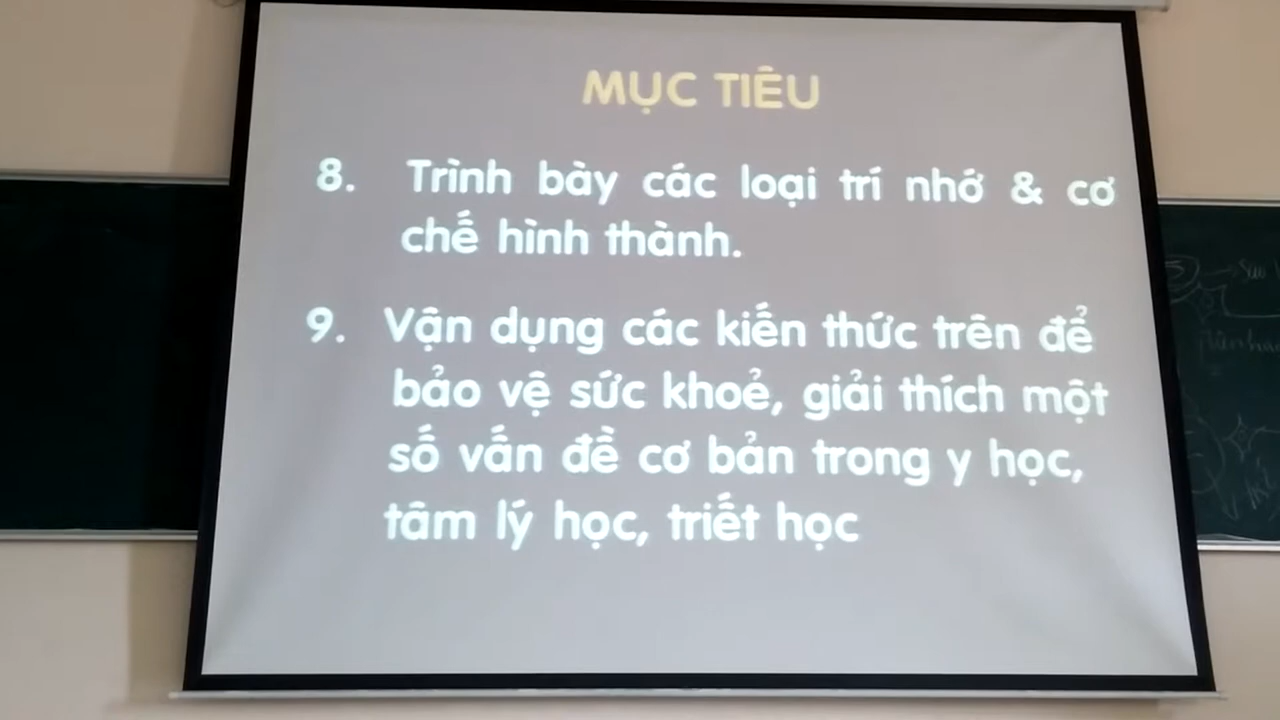 MỤC TIÊU
8. Trình bày các loại trí nhớ & cơ
chế hình thành.
9. Vận dụng các kiến thức trên để
bảo vệ sức khoẻ, giải thích một
số vấn đề cơ bản trong y học,
tâm lý học, triết học